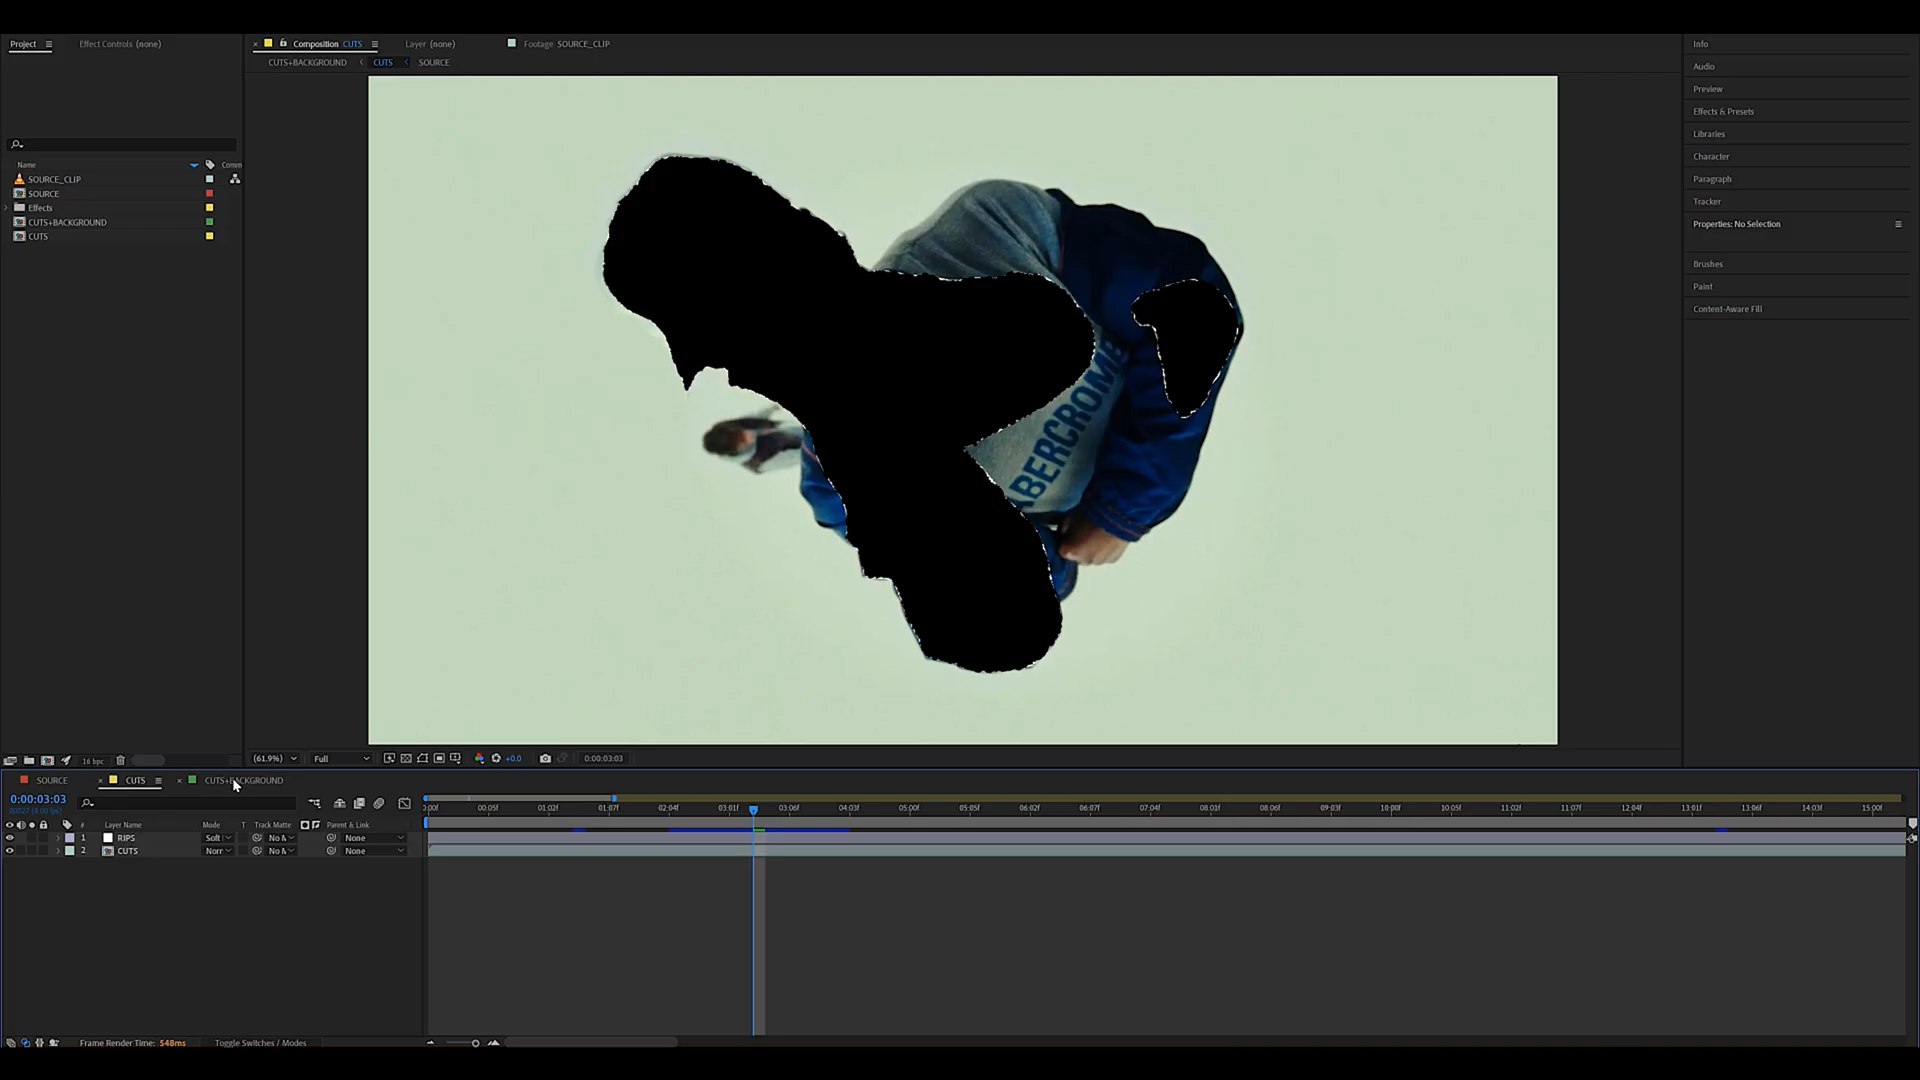 Project
Effect Controls (none)
Composition CUTS
Layer (none)
Footage SOURCE_CLIP
CUTS+BACKGROUND
CUTS
SOURCE
Info
Audio
Preview
Effects & Presets
Libraries
Character
Paragraph
Tracker
Properties: No Selection
Brushes
Paint
Content-Aware Fill
Name
Comm
SOURCE_CLIP
SOURCE
Effects
CUTS+BACKGROUND
CUTS
ABERCROMB
16 bpc
(61.9%)
Full
+0.0
0:00:03:03
SOURCE
CUTS
CUTS+BACKGROUND
0:00:03:03
0:00f 00:05f 01:02f 01:07f 02:04f 03:01f 03:06f 04:03f 05:00f 05:05f 06:02f 06:07f 07:04f 08:01f 08:06f 09:03f 10:00f 10:05f 11:02f 11:07f 12:04f 13:01f 13:06f 14:03f 15:00f
# Layer Name Mode T Track Matte Parent & Link
1 RIPS Soft No M None
2 CUTS Norr No M None
Frame Render Time: 548ms
Toggle Switches / Modes